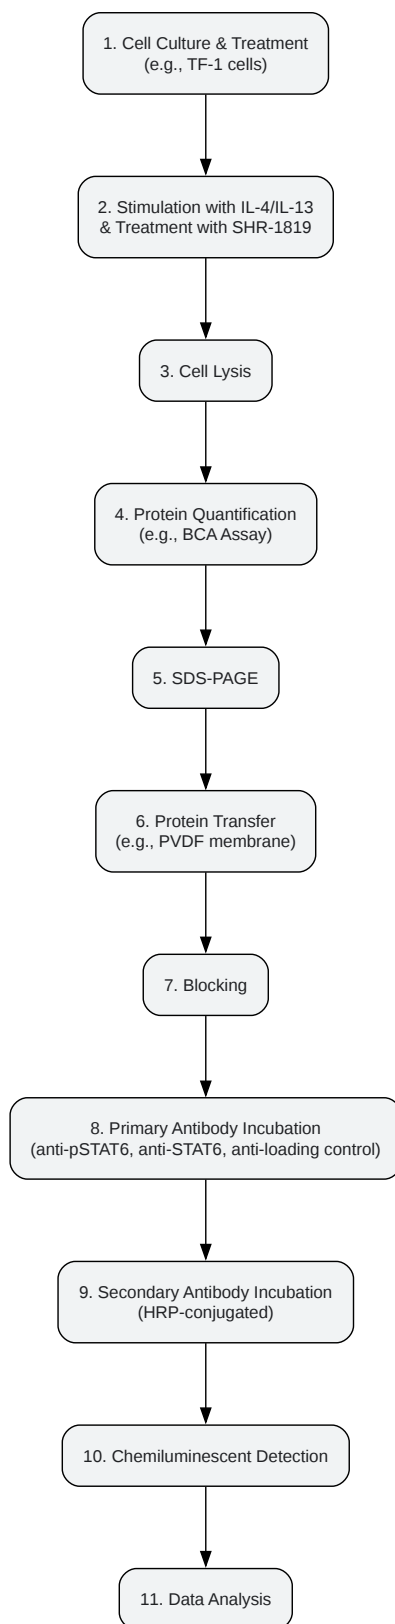 1. Cell Culture & Treatment
(e.g., TF-1 cells)
2. Stimulation with IL-4/IL-13
& Treatment with SHR-1819
3. Cell Lysis
4. Protein Quantification
(e.g., BCA Assay)
5. SDS-PAGE
6. Protein Transfer
(e.g., PVDF membrane)
7. Blocking
8. Primary Antibody Incubation
(anti-pSTAT6, anti-STAT6, anti-loading control)
9. Secondary Antibody Incubation
(HRP-conjugated)
10. Chemiluminescent Detection
11. Data Analysis